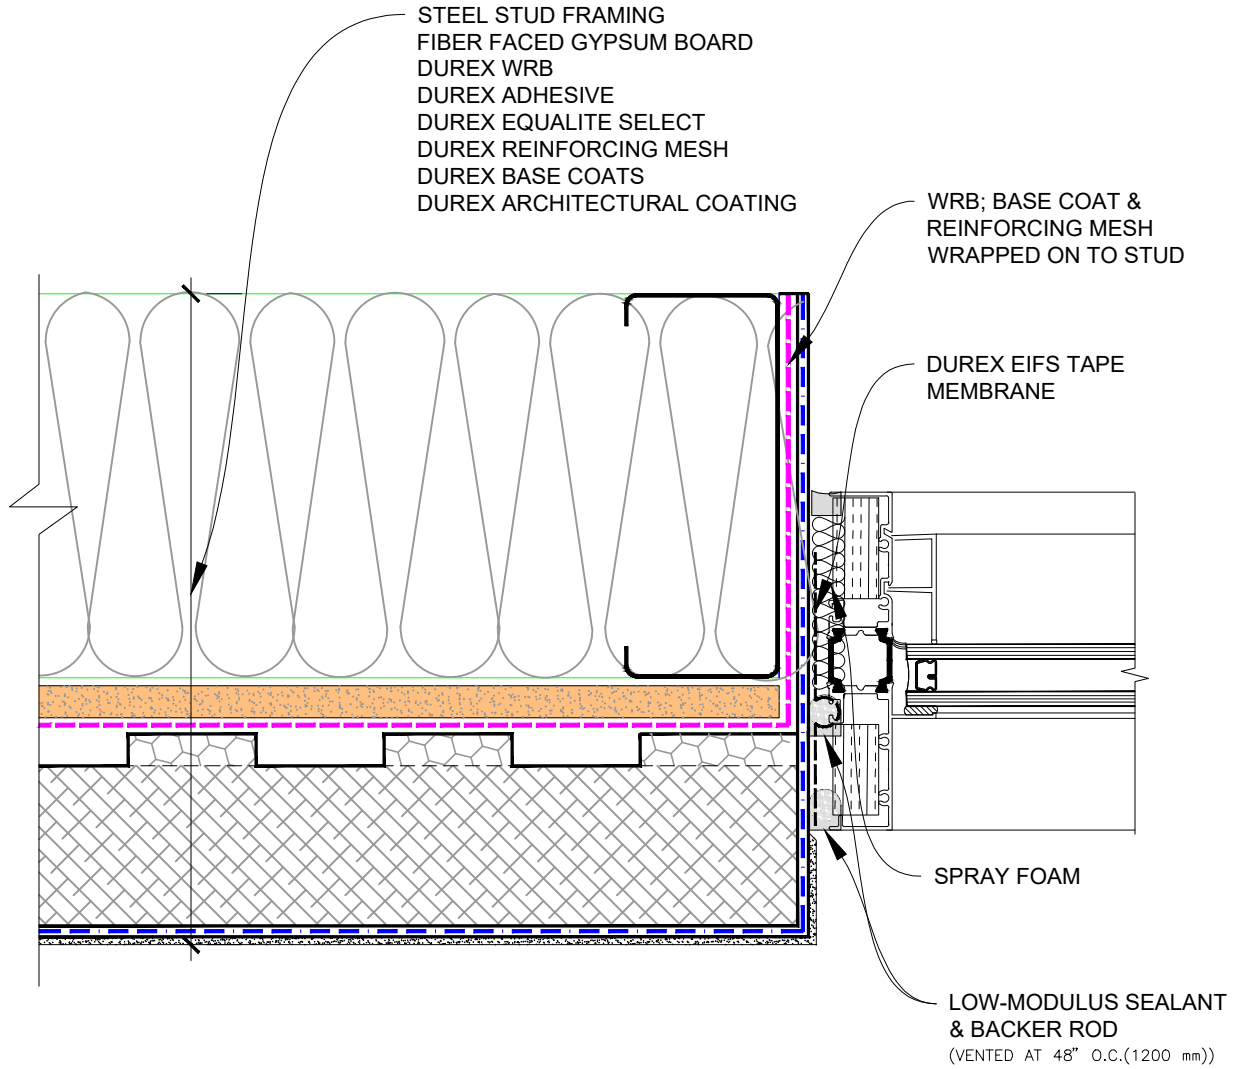 STEEL STUD FRAMING
FIBER FACED GYPSUM BOARD
DUREX WRB
DUREX ADHESIVE
DUREX EQUALITE SELECT
DUREX REINFORCING MESH
DUREX BASE COATS
DUREX ARCHITECTURAL COATING
WRB; BASE COAT &
REINFORCING MESH
WRAPPED ON TO STUD
DUREX EIFS TAPE
MEMBRANE
SPRAY FOAM
LOW-MODULUS SEALANT
& BACKER ROD
(VENTED AT 48” O.C.(1200 mm))